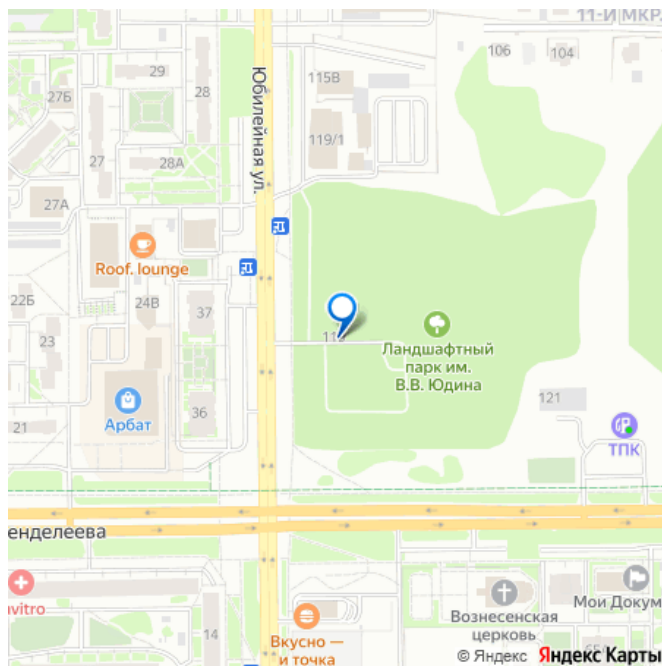 11-Й МКР.
106
104
29
115В
27Б
28
Юбилейная ул.
119/1
27
28А
27А
Roof. lounge
22Б
24В
37
23
Ландшафтный
парк им.
В.В. Юдина
121
36
Арбат
21
ТПК
енделеева
nvitro
Вознесенская
церковь
Мои Докум
14
Вкусно —
и точка
© Яндекс
Яндекс Карты